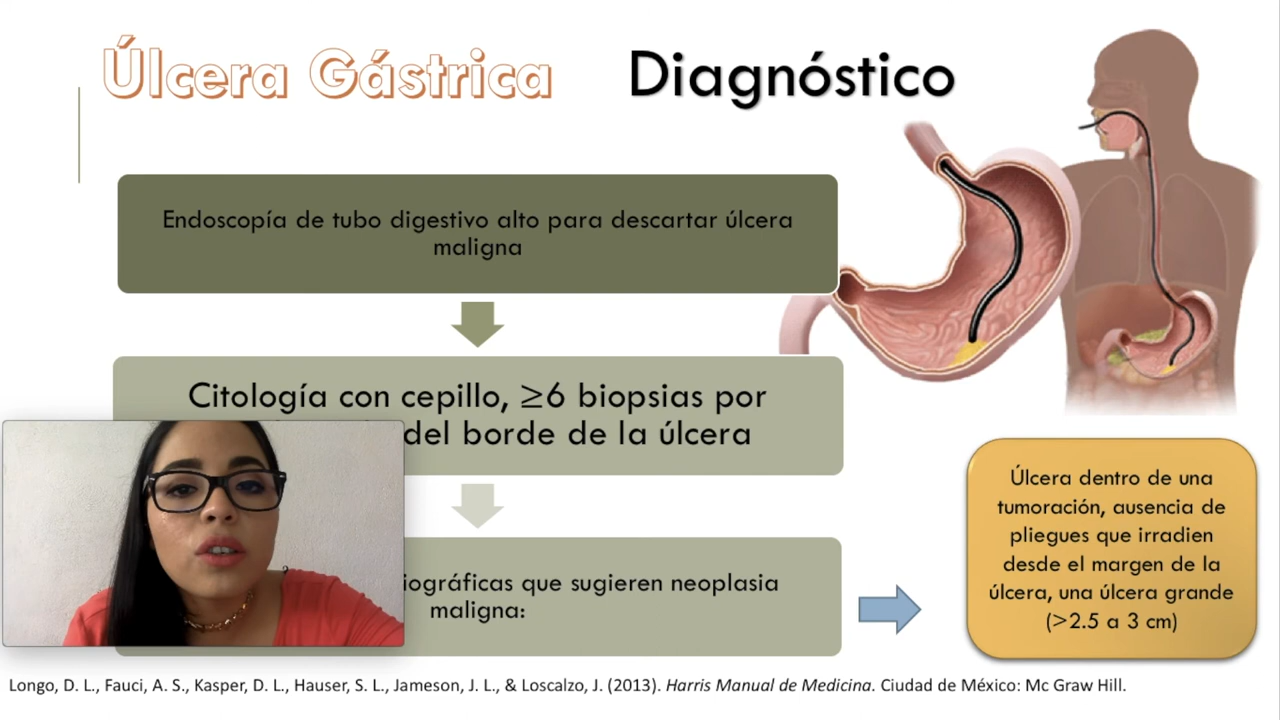 Úlcera Gástrica Diagnóstico
Endoscopía de tubo digestivo alto para descartar úlcera
maligna
Citología con cepillo, ≥6 biopsias por
del borde de la úlcera
que sugieren neoplasia
maligna:
Úlcera dentro de una
tumoración, ausencia de
pliegues que irradien
desde el margen de la
úlcera, una úlcera grande
(>2.5 a 3 cm)
Longo, D. L., Fauci, A. S., Kasper, D. L., Hauser, S. L., Jameson, J. L., & Loscalzo, J. (2013). Harris Manual de Medicina. Ciudad de México: Mc Graw Hill.